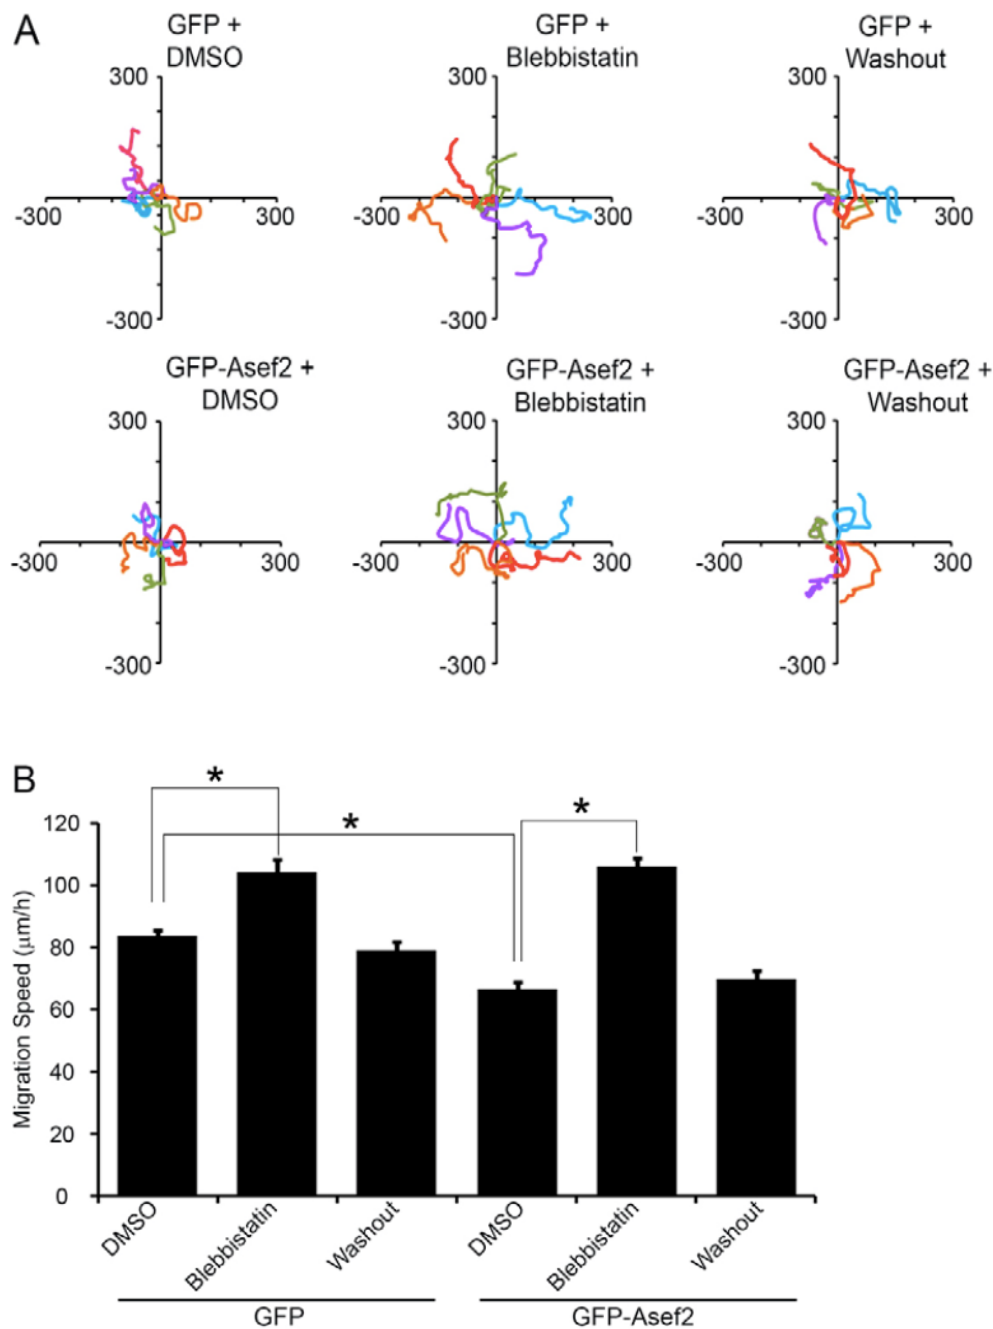 A
GFP +
DMSO
300
-300
300
-300
GFP +
Blebbistatin
300
-300
300
-300
GFP +
Washout
300
-300
300
-300
GFP-Asef2 +
DMSO
300
-300
300
-300
GFP-Asef2 +
Blebbistatin
300
-300
300
-300
GFP-Asef2 +
Washout
300
-300
300
-300
B
*
*
*
Migration Speed (μm/h)
120
100
80
60
40
20
0
DMSO
Blebbistatin
Washout
DMSO
Blebbistatin
Washout
GFP
GFP-Asef2